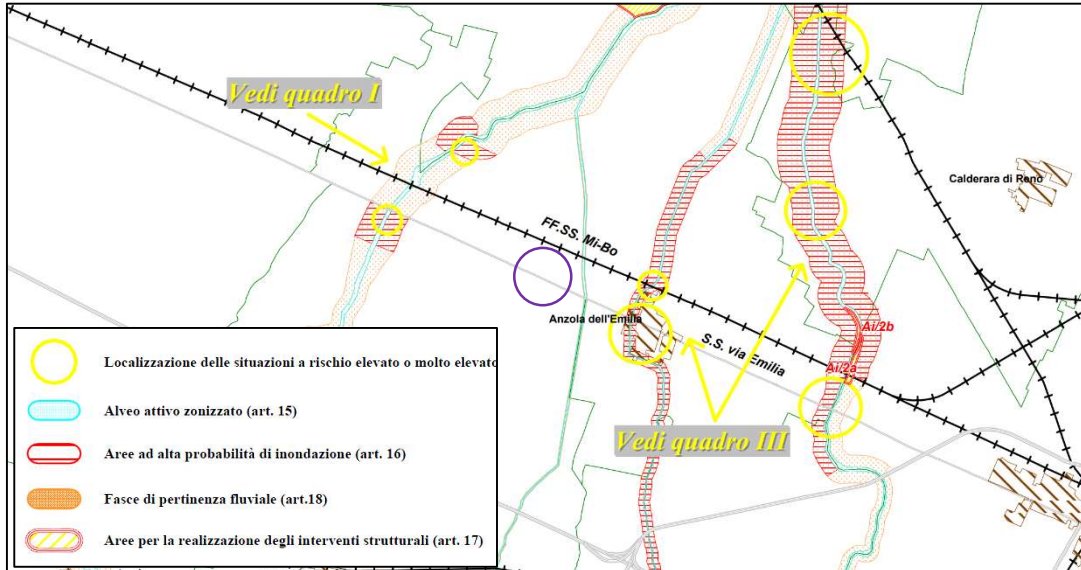 Vedi quadro I
Calderara di Reno
FF.SS. Mi-Bo
Anzola dell'Emilia
S.S. via Emilia
Ai/2b
Ai/2a
Vedi quadro III
Localizzazione delle situazioni a rischio elevato o molto elevato
Alveo attivo zonizzato (art. 15)
Aree ad alta probabilità di inondazione (art. 16)
Fasce di pertinenza fluviale (art.18)
Aree per la realizzazione degli interventi strutturali (art. 17)